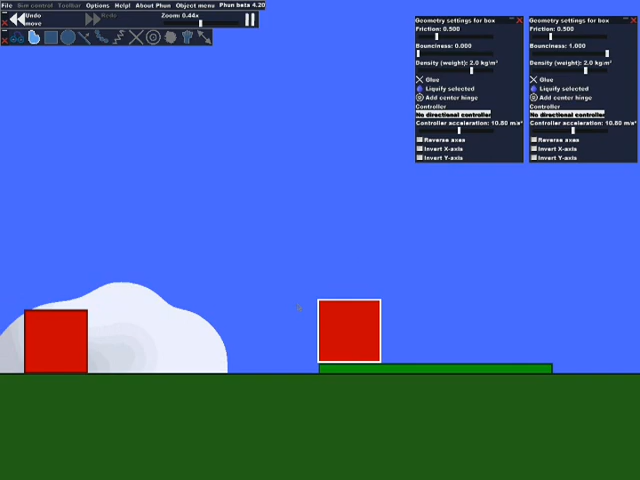 File Sim control Toolbar Options Help! About Phun Object menu Phun beta 4.20
Undo
move
Redo
Zoom: 0.44x
Geometry settings for box
Friction: 0.500
Bounciness: 0.000
Density (weight): 2.0 kg/m²
Glue
Liquify selected
Add center hinge
Controller
No directional controller
Controller acceleration: 10.80 m/s²
Reverse axes
Invert X-axis
Invert Y-axis
Geometry settings for box
Friction: 0.500
Bounciness: 1.000
Density (weight): 2.0 kg/m²
Glue
Liquify selected
Add center hinge
Controller
No directional controller
Controller acceleration: 10.80 m/s²
Reverse axes
Invert X-axis
Invert Y-axis